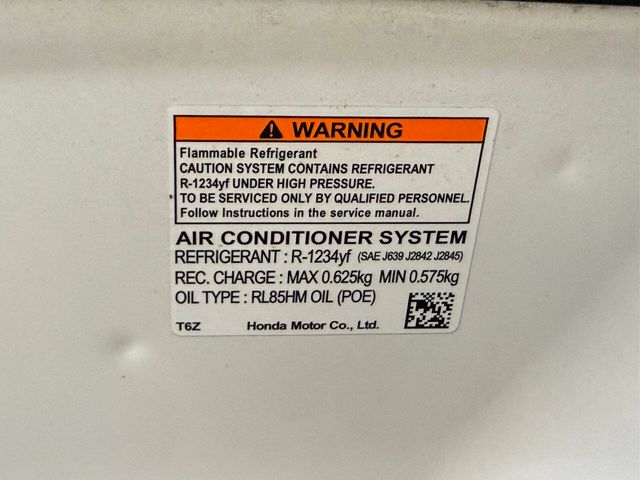 WARNING
Flammable Refrigerant
CAUTION SYSTEM CONTAINS REFRIGERANT
R-1234yf UNDER HIGH PRESSURE.
TO BE SERVICED ONLY BY QUALIFIED PERSONNEL.
Follow Instructions in the service manual.
AIR CONDITIONER SYSTEM
REFRIGERANT : R-1234yf (SAE J639 J2842 J2845)
REC. CHARGE : MAX 0.625kg MIN 0.575kg
OIL TYPE : RL85HM OIL (POE)
T6Z Honda Motor Co., Ltd.